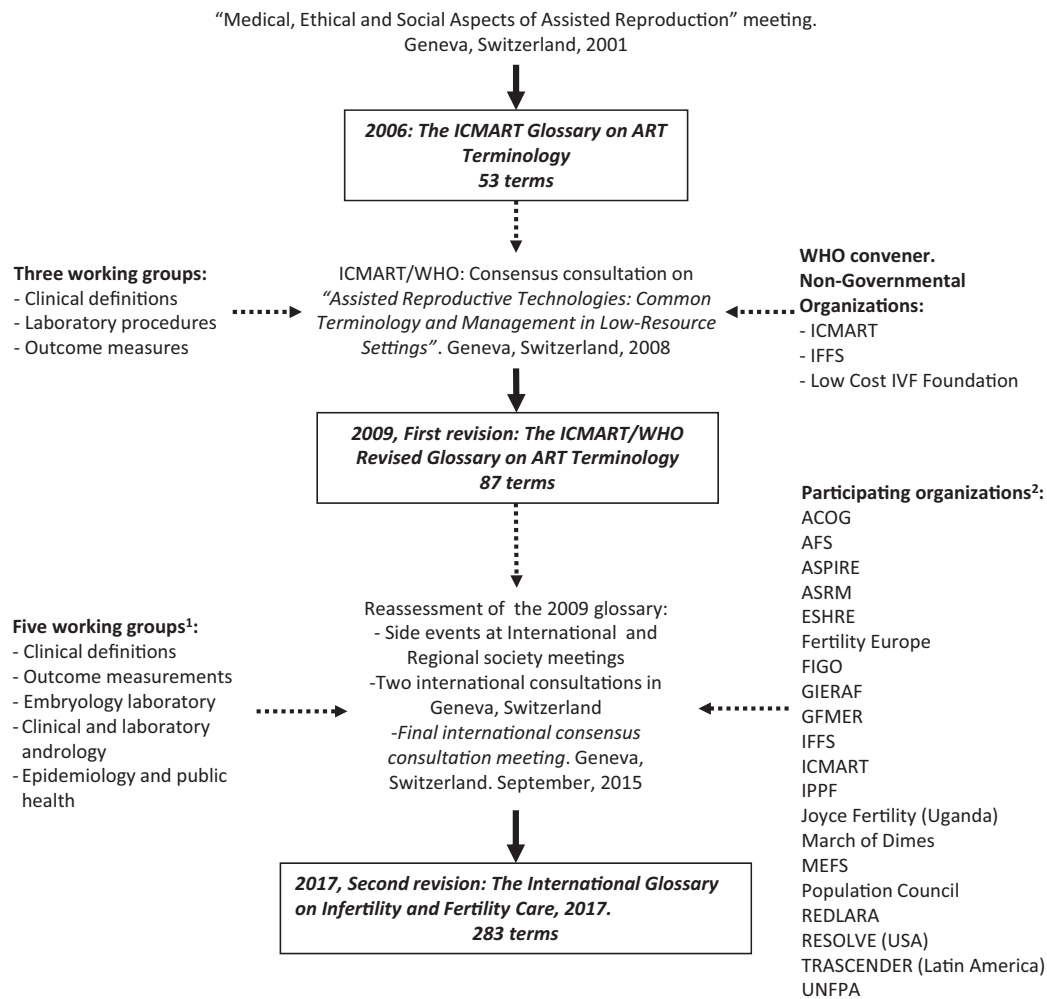 “Medical, Ethical and Social Aspects of Assisted Reproduction” meeting.
Geneva, Switzerland, 2001
2006: The ICMART Glossary on ART
Terminology
53 terms
Three working groups:
- Clinical definitions
- Laboratory procedures
- Outcome measures
ICMART/WHO: Consensus consultation on
“Assisted Reproductive Technologies: Common
Terminology and Management in Low-Resource
Settings”. Geneva, Switzerland, 2008
WHO convener.
Non-Governmental
Organizations:
- ICMART
- IFFS
- Low Cost IVF Foundation
2009, First revision: The ICMART/WHO
Revised Glossary on ART Terminology
87 terms
Five working groups¹:
- Clinical definitions
- Outcome measurements
- Embryology laboratory
- Clinical and laboratory
andrology
- Epidemiology and public
health
Reassessment of the 2009 glossary:
- Side events at International and
Regional society meetings
-Two international consultations in
Geneva, Switzerland
-Final international consensus
consultation meeting. Geneva,
Switzerland. September, 2015
Participating organizations²:
ACOG
AFS
ASPIRE
ASRM
ESHRE
Fertility Europe
FIGO
GIERAF
GFMER
IFFS
ICMART
IPPF
Joyce Fertility (Uganda)
March of Dimes
MEFS
Population Council
REDLARA
RESOLVE (USA)
TRASCENDER (Latin America)
UNFPA
2017, Second revision: The International Glossary
on Infertility and Fertility Care, 2017.
283 terms